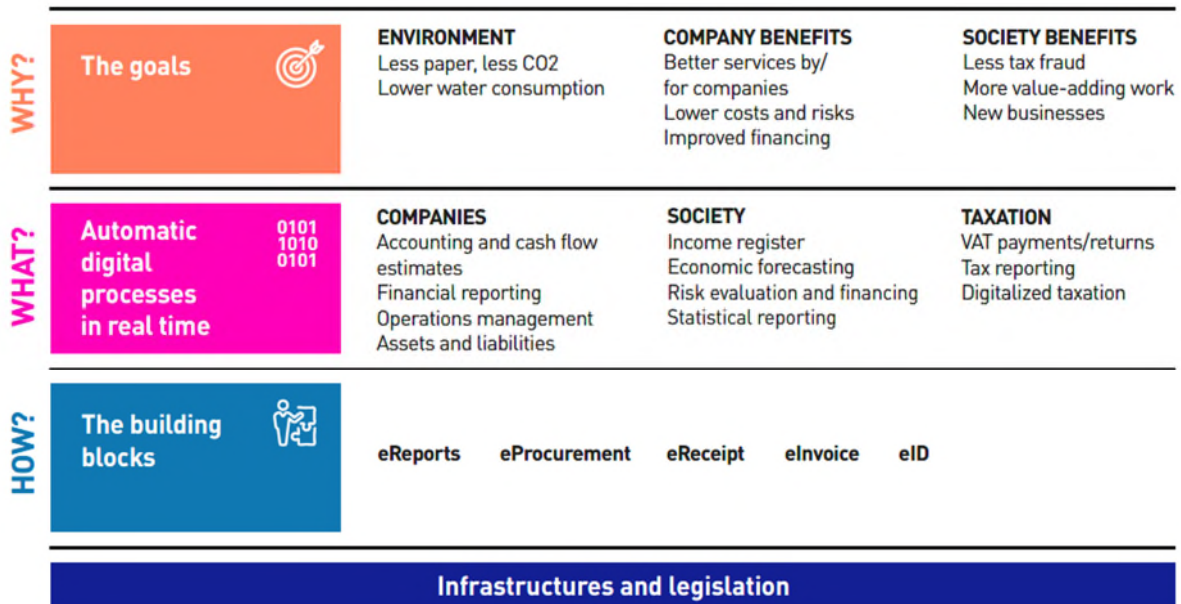 WHY?
The goals
ENVIRONMENT
Less paper, less CO2
Lower water consumption
COMPANY BENEFITS
Better services by/
for companies
Lower costs and risks
Improved financing
SOCIETY BENEFITS
Less tax fraud
More value-adding work
New businesses
WHAT?
Automatic
digital
processes
in real time
0101
1010
0101
COMPANIES
Accounting and cash flow
estimates
Financial reporting
Operations management
Assets and liabilities
SOCIETY
Income register
Economic forecasting
Risk evaluation and financing
Statistical reporting
TAXATION
VAT payments/returns
Tax reporting
Digitalized taxation
HOW?
The building
blocks
eReports eProcurement eReceipt eInvoice eID
Infrastructures and legislation